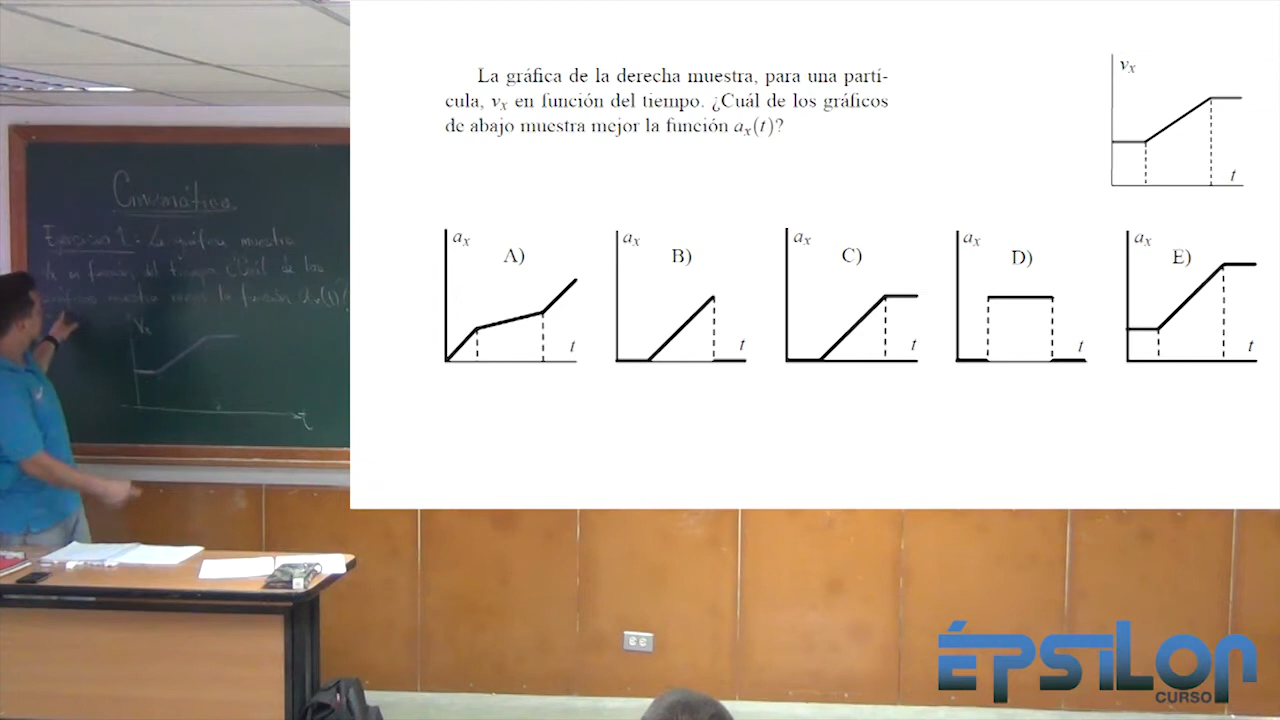 La gráfica de la derecha muestra, para una partí-
cula, vx en función del tiempo. ¿Cuál de los gráficos
de abajo muestra mejor la función ax(t)?
vx
t
ax
A)
t
ax
B)
t
ax
C)
t
ax
D)
t
ax
E)
t
Cinemática
Ejercicio 1.- La gráfica muestra
en función del tiempo ¿Cuál de los
gráficos muestra mejor la función ax(t)?
Vx
t
ÉPSILON
CURSO